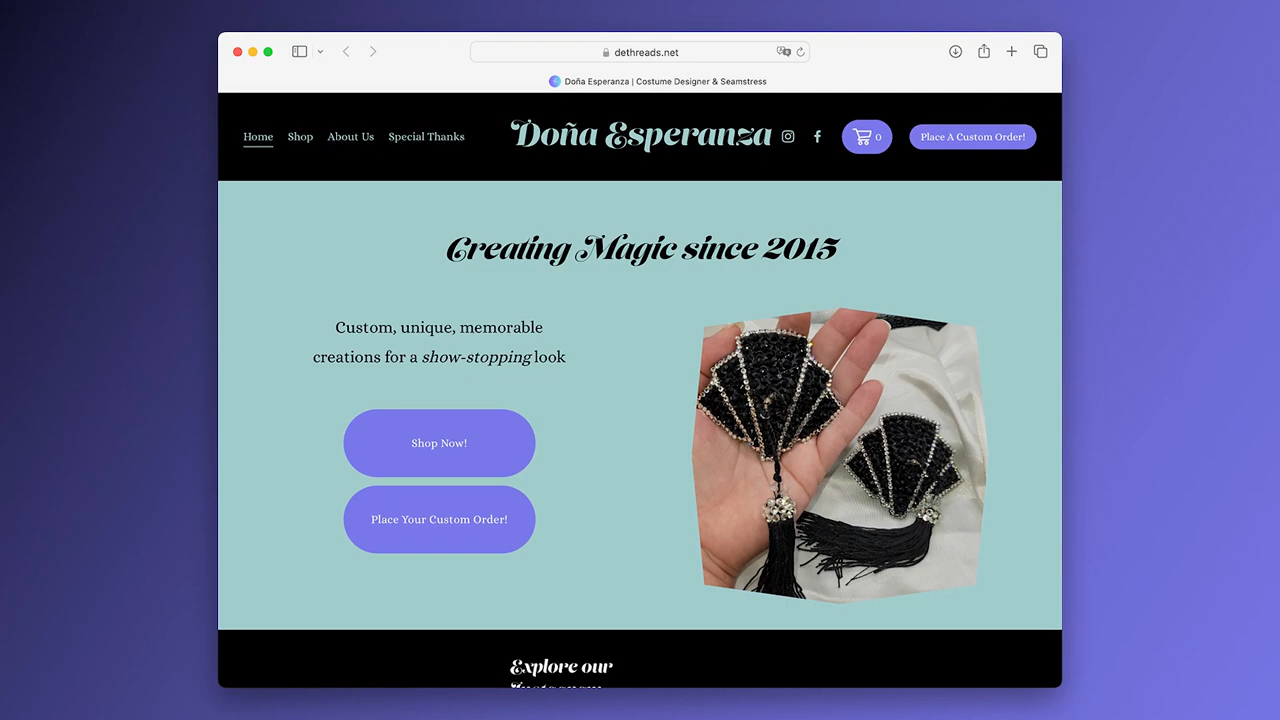 dethreads.net
Doña Esperanza | Costume Designer & Seamstress
Home Shop About Us Special Thanks Doña Esperanza 0 Place A Custom Order!
Creating Magic since 2015
Custom, unique, memorable
creations for a show-stopping look
Shop Now!
Place Your Custom Order!
Explore our